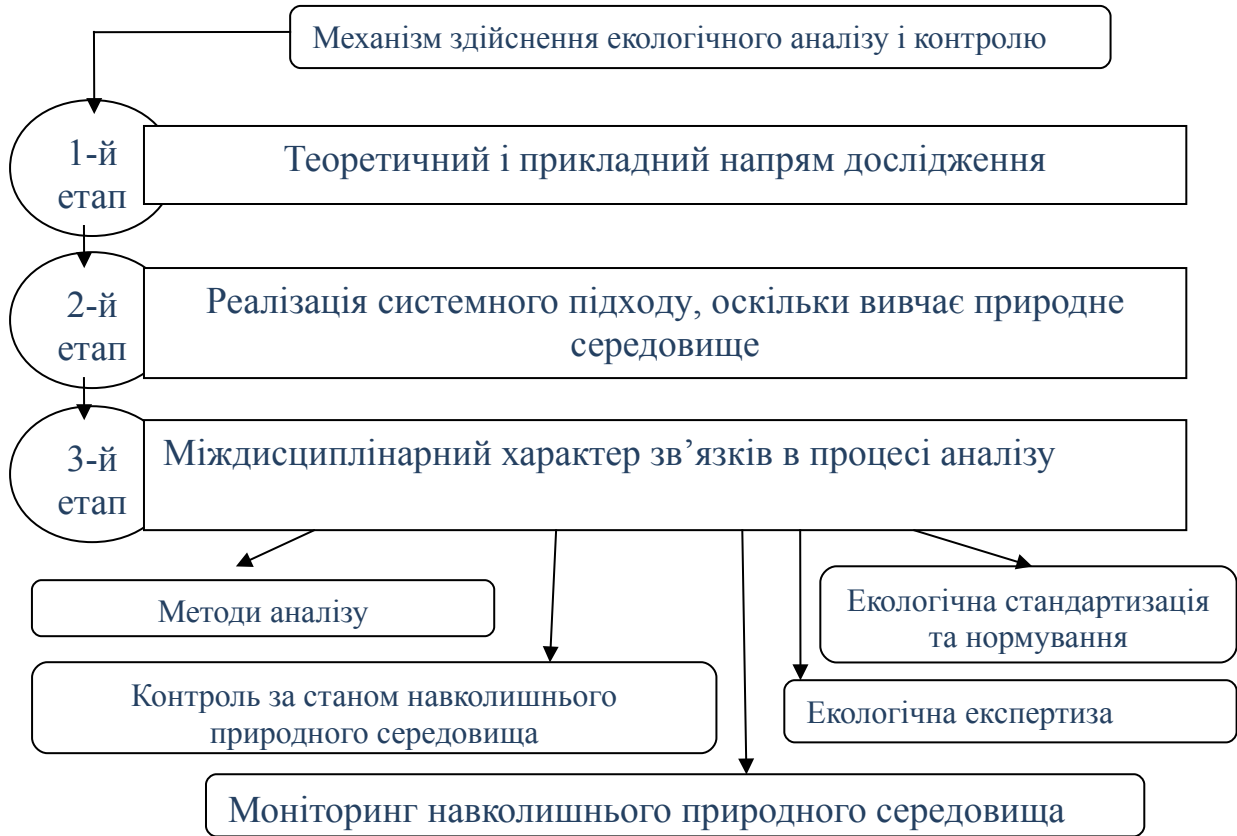 Механізм здійснення екологічного аналізу і контролю
1-й
етап
Теоретичний і прикладний напрям дослідження
2-й
етап
Реалізація системного підходу, оскільки вивчає природне
середовище
3-й
етап
Міждисциплінарний характер зв’язків в процесі аналізу
Методи аналізу
Екологічна стандартизація
та нормування
Контроль за станом навколишнього
природного середовища
Екологічна експертиза
Моніторинг навколишнього природного середовища